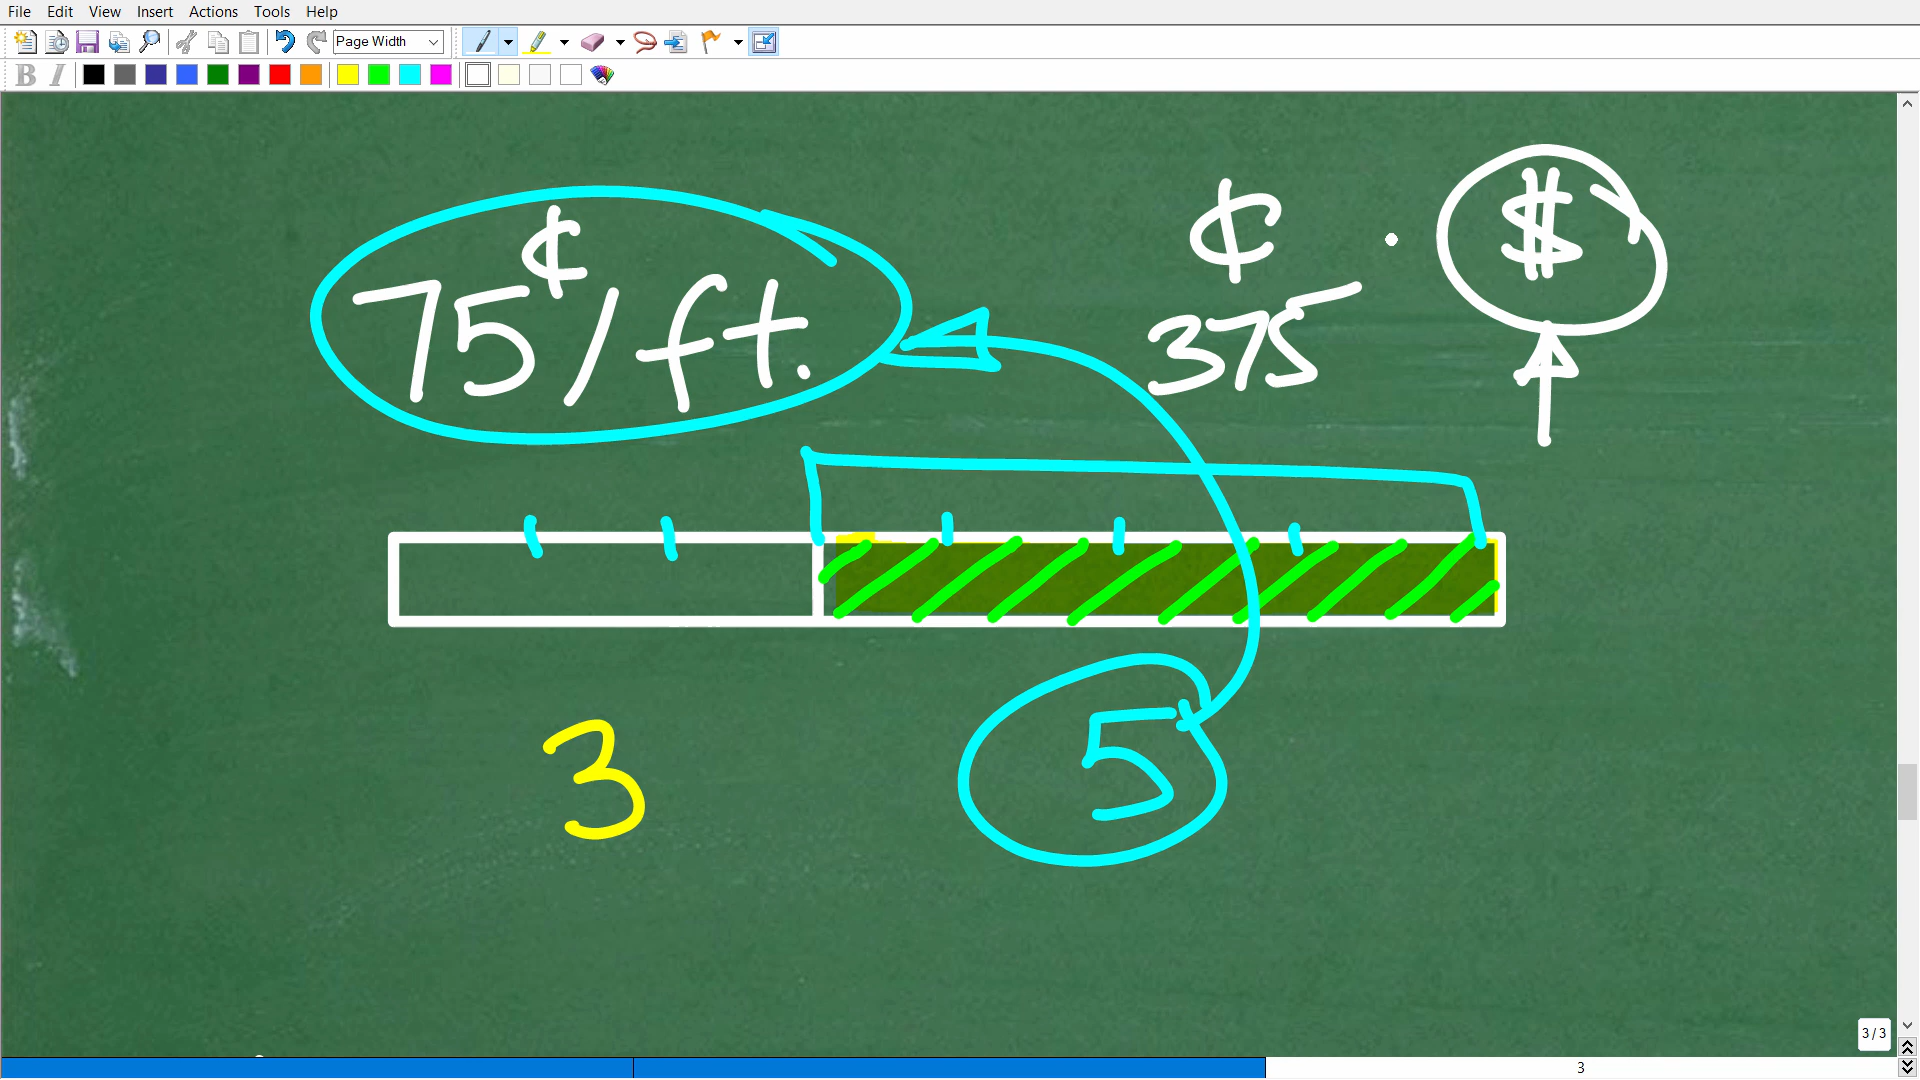 File Edit View Insert Actions Tools Help
Page Width
B I
¢ $
75¢/ft. 375
3 5
3 / 3
3